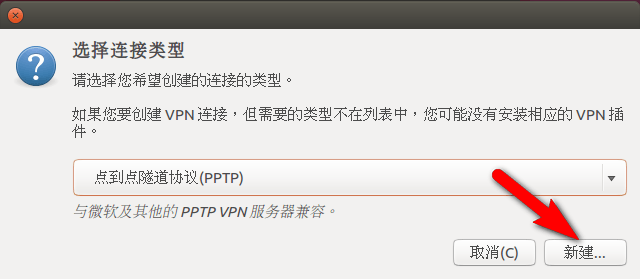 选择连接类型
请选择您希望创建的连接的类型。
如果您要创建 VPN 连接，但需要的类型不在列表中，您可能没有安装相应的 VPN 插
件。
点到点隧道协议(PPTP)
与微软及其他的 PPTP VPN 服务器兼容。
取消(C)
新建...